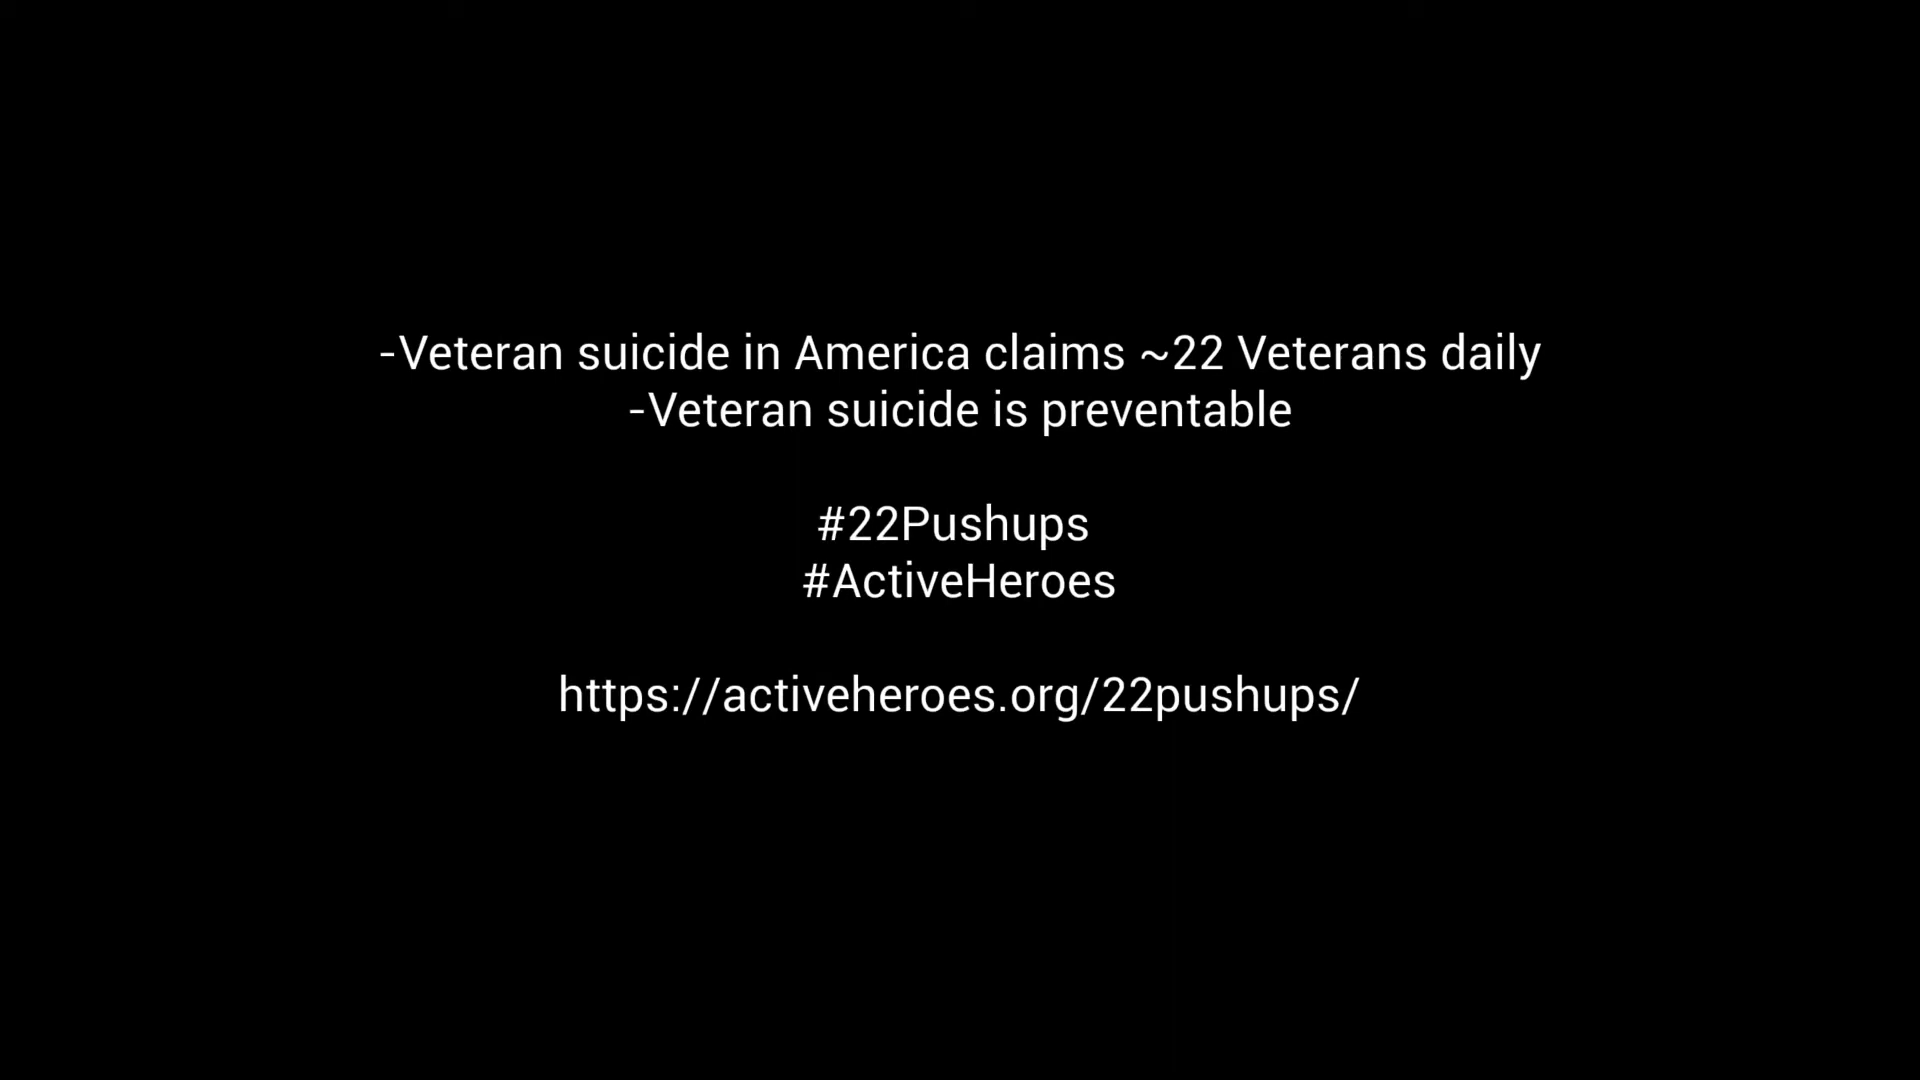 -Veteran suicide in America claims ~22 Veterans daily
-Veteran suicide is preventable
#22Pushups
#ActiveHeroes
https://activeheroes.org/22pushups/